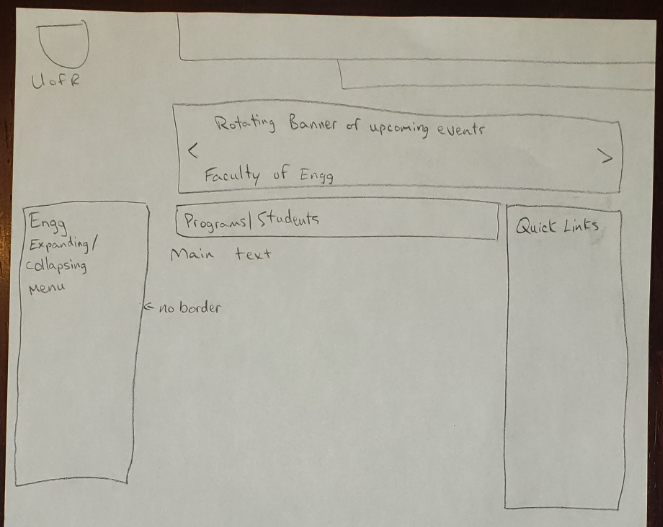 UofR
Rotating Banner of upcoming events
< >
Faculty of Engg
Engg
Expanding/
Collapsing
Menu
Programs/Students
Main text
← no border
Quick Links